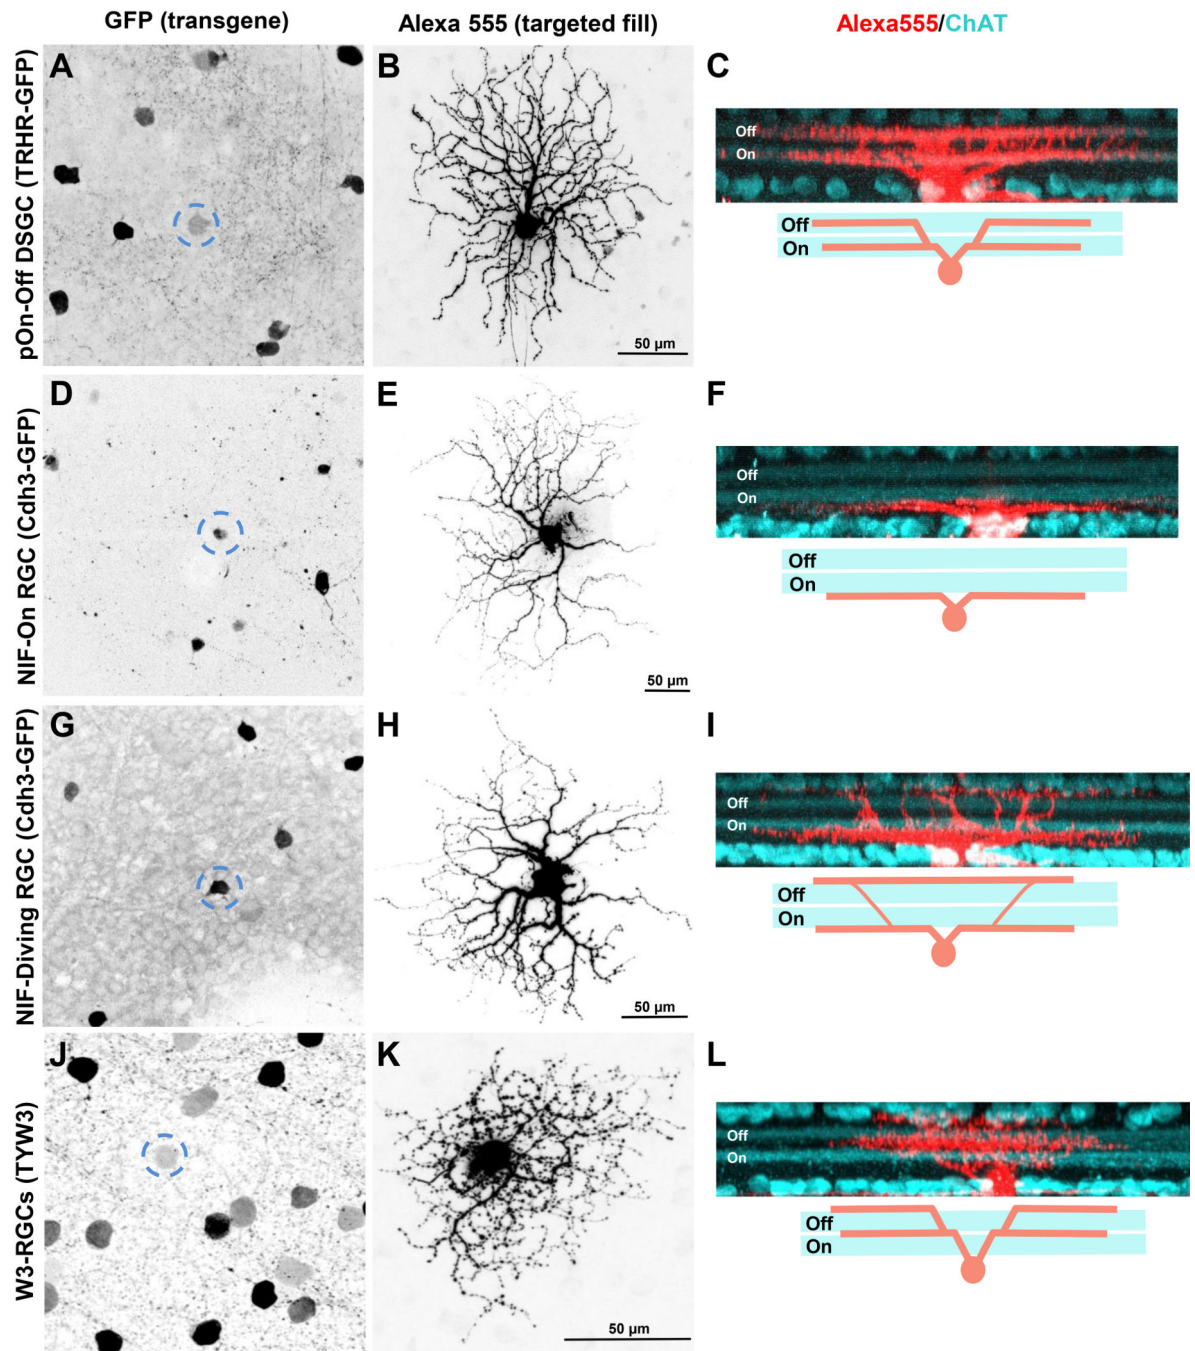 GFP (transgene)
Alexa 555 (targeted fill)
Alexa555/ChAT
pOn-Off DSGC (TRHR-GFP)
A
B
50 µm
C
Off
On
Off
On
NIF-On RGC (Cdh3-GFP)
D
E
50 µm
F
Off
On
Off
On
NIF-Diving RGC (Cdh3-GFP)
G
H
50 µm
I
Off
On
Off
On
W3-RGCs (TYW3)
J
K
50 µm
L
Off
On
Off
On